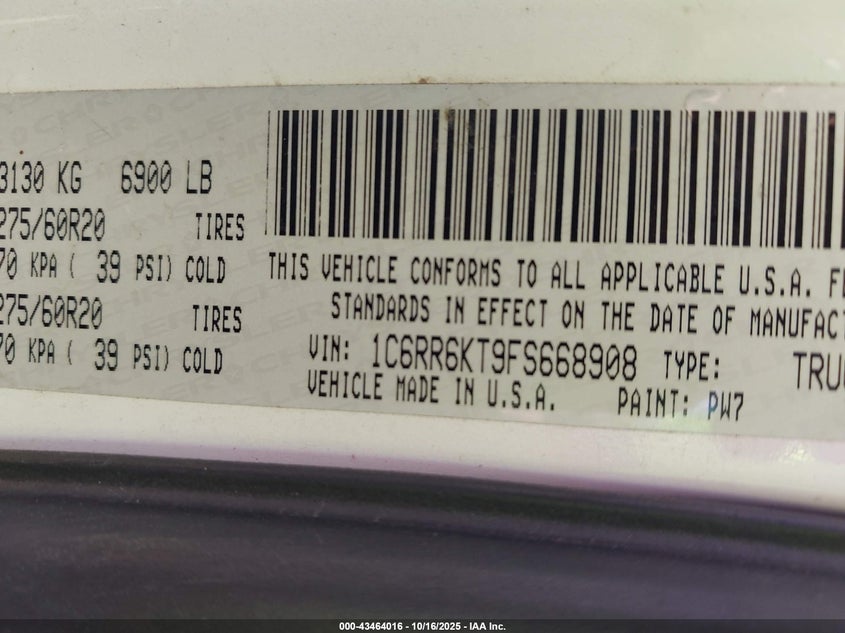 3130 KG 6900 LB
275/60R20 TIRES
70 KPA ( 39 PSI) COLD
275/60R20 TIRES
70 KPA ( 39 PSI) COLD
THIS VEHICLE CONFORMS TO ALL APPLICABLE U.S.A.
STANDARDS IN EFFECT ON THE DATE OF
VIN: 1C6RR6KT9FS668908 TYPE:
VEHICLE MADE IN U.S.A. PAINT: PW7
000-43464016 - 10/16/2025 - IAA Inc.